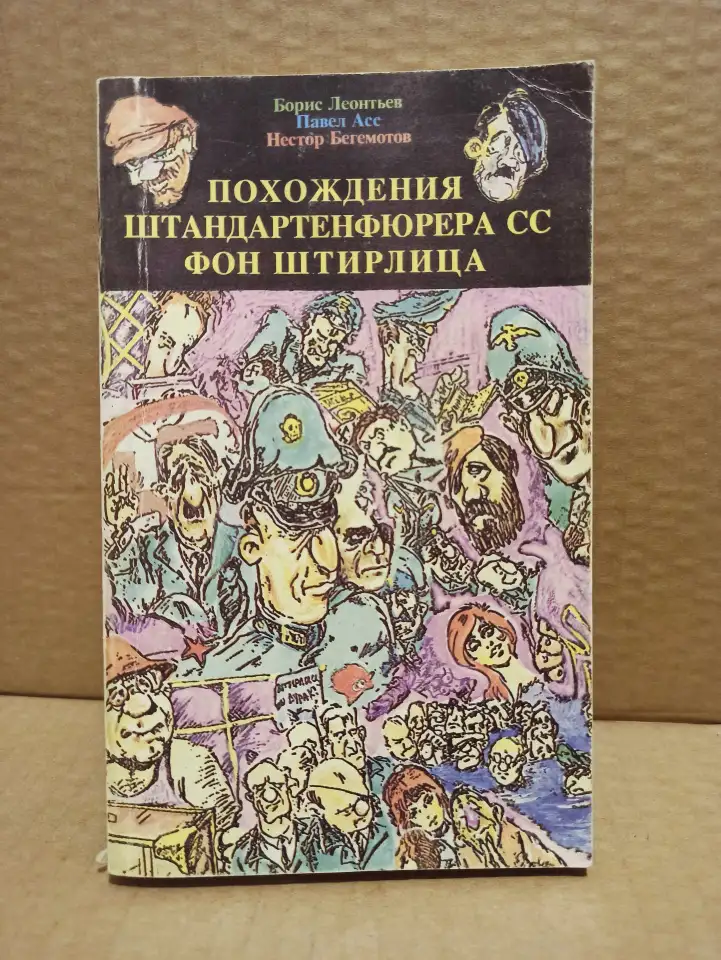 Борис Леонтьев
Павел Асс
Нестор Бегемотов
ПОХОЖДЕНИЯ
ШТАНДАРТЕНФЮРЕРА СС
ФОН ШТИРЛИЦА